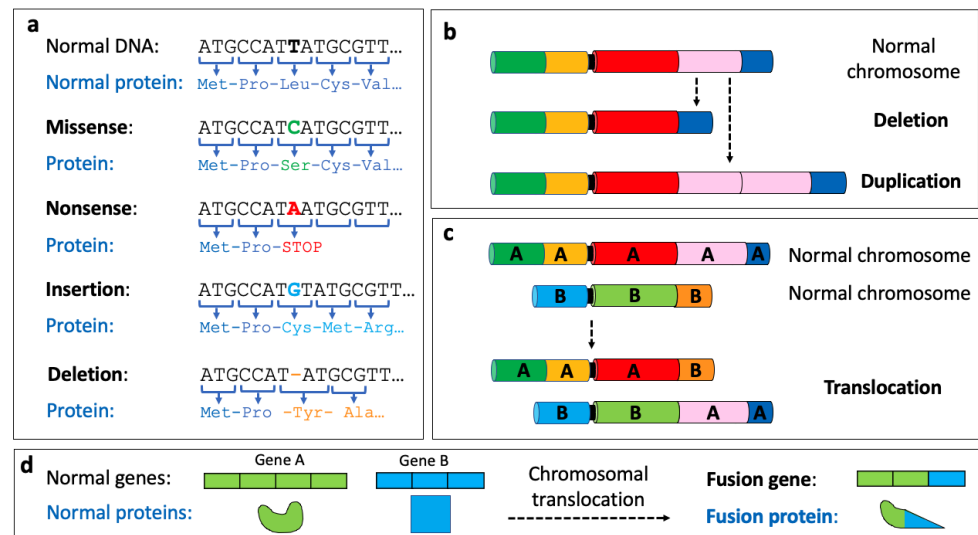 a
Normal DNA: ATGCCATTATGCGTT…
Normal protein: Met-Pro-Leu-Cys-Val…
Missense: ATGCCATCATGCGTT…
Protein: Met-Pro-Ser-Cys-Val…
Nonsense: ATGCCATAATGCGTT…
Protein: Met-Pro-STOP
Insertion: ATGCCATGTATGCGTT…
Protein: Met-Pro-Cys-Met-Arg…
Deletion: ATGCCAT-ATGCGTT…
Protein: Met-Pro -Tyr- Ala…
b
Normal
chromosome
Deletion
Duplication
c
A A A A A Normal chromosome
B B B Normal chromosome
A A A B
Translocation
B B A A
d
Gene A Gene B
Normal genes:
Normal proteins:
Chromosomal
translocation
Fusion gene:
Fusion protein: